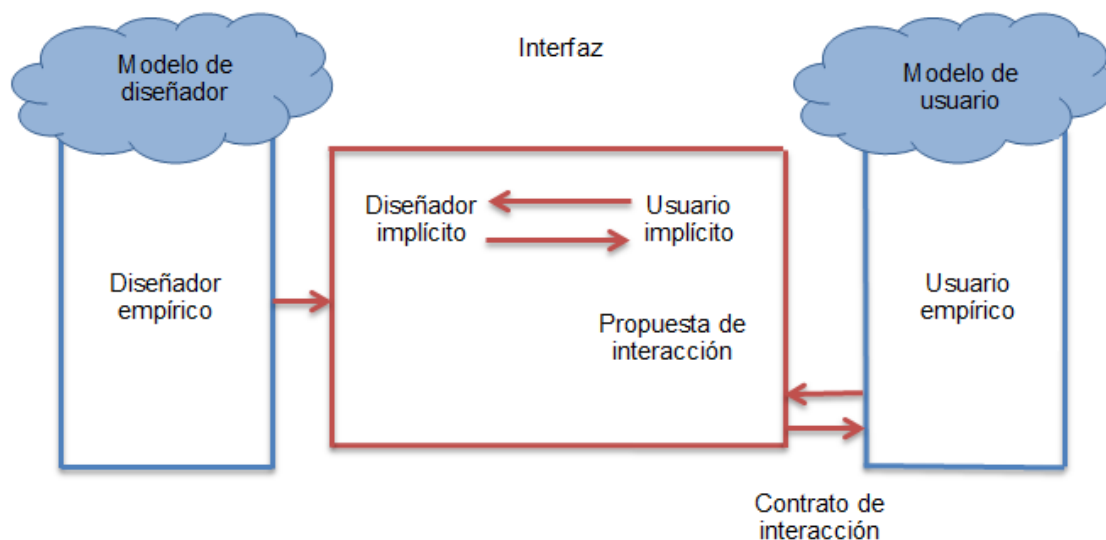 Modelo de
diseñador
Interfaz
Modelo de
usuario
Diseñador
implícito
Usuario
implícito
Diseñador
empírico
Usuario
empírico
Propuesta de
interacción
Contrato de
interacción